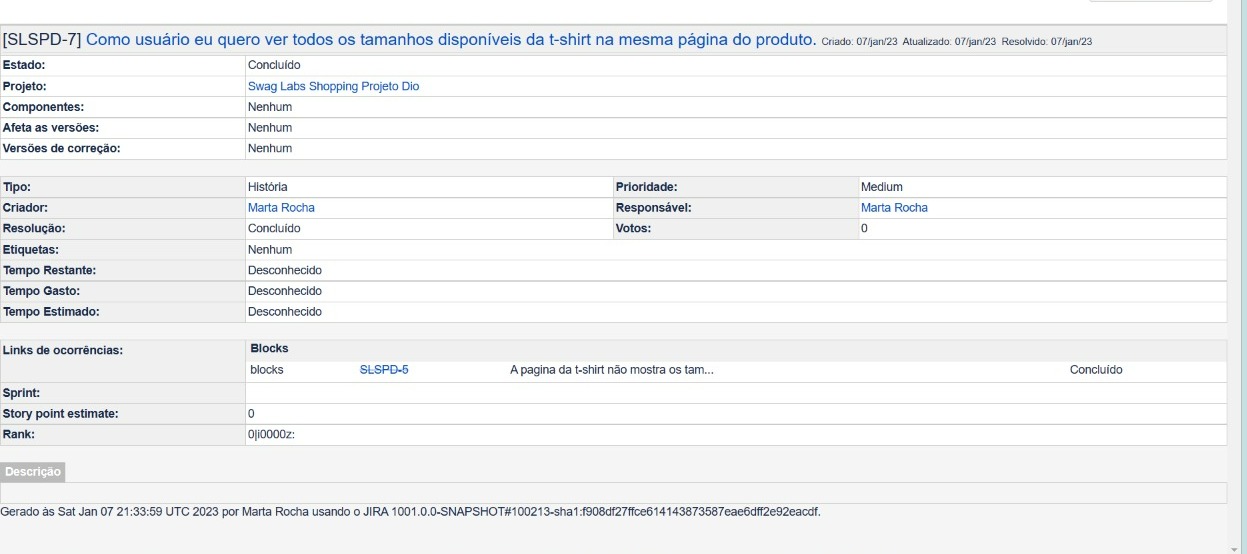 [SLSPD-7] Como usuário eu quero ver todos os tamanhos disponíveis da t-shirt na mesma página do produto. Criado: 07/jan/23 Atualizado: 07/jan/23 Resolvido: 07/jan/23
Estado: Concluído
Projeto: Swag Labs Shopping Projeto Dio
Componentes: Nenhum
Afeta as versões: Nenhum
Versões de correção: Nenhum
Tipo: História Prioridade: Medium
Criador: Marta Rocha Responsável: Marta Rocha
Resolução: Concluído Votos: 0
Etiquetas: Nenhum
Tempo Restante: Desconhecido
Tempo Gasto: Desconhecido
Tempo Estimado: Desconhecido
Links de ocorrências: Blocks
blocks SLSPD-5 A pagina da t-shirt não mostra os tam... Concluído
Sprint:
Story point estimate: 0
Rank: 0|i0000z:
Descrição
Gerado às Sat Jan 07 21:33:59 UTC 2023 por Marta Rocha usando o JIRA 1001.0.0-SNAPSHOT#100213-sha1:f908df27ffce614143873587eae6dff2e92eacdf.